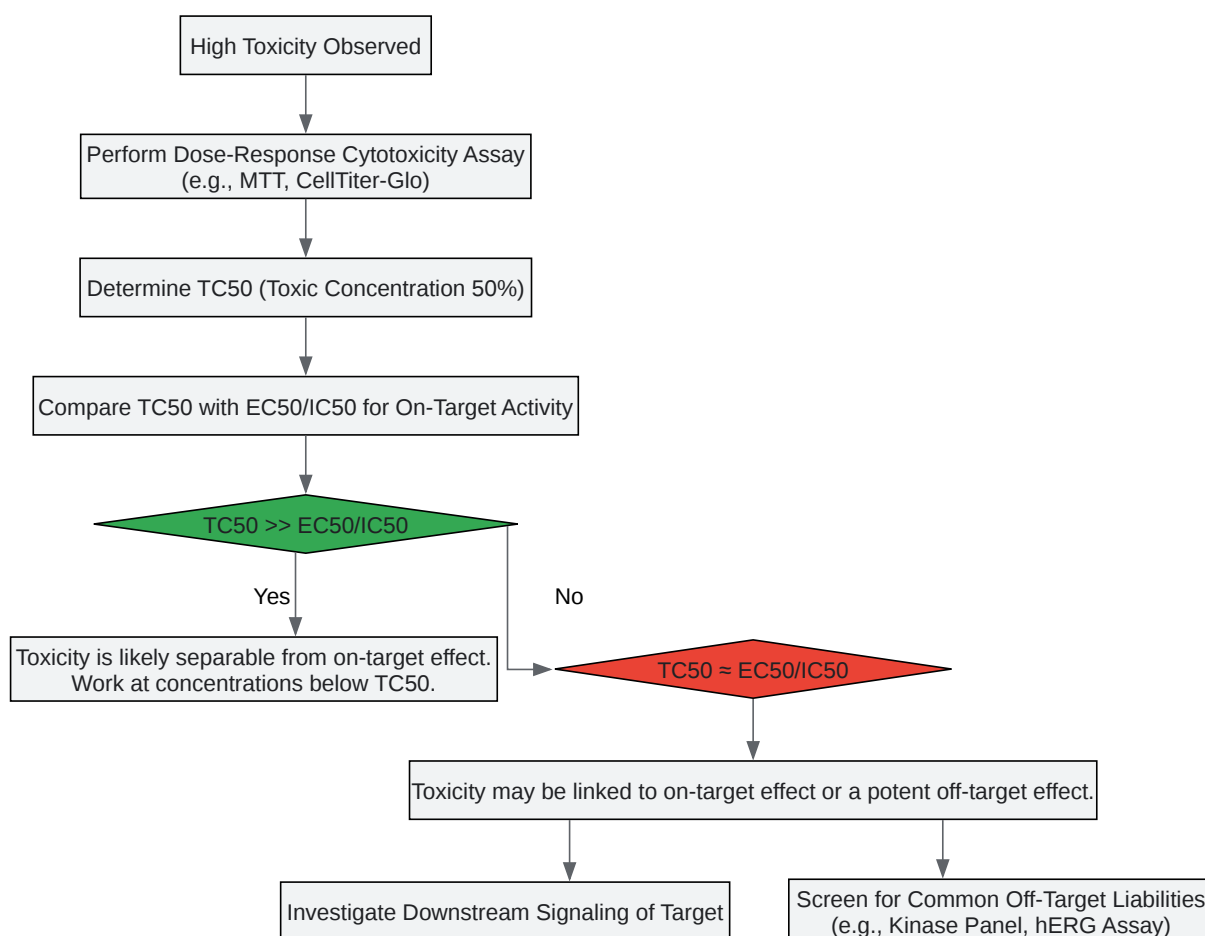 High Toxicity Observed
Perform Dose-Response Cytotoxicity Assay
(e.g., MTT, CellTiter-Glo)
Determine TC50 (Toxic Concentration 50%)
Compare TC50 with EC50/IC50 for On-Target Activity
TC50 >> EC50/IC50
Yes
No
Toxicity is likely separable from on-target effect.
Work at concentrations below TC50.
TC50 ≈ EC50/IC50
Toxicity may be linked to on-target effect or a potent off-target effect.
Investigate Downstream Signaling of Target
Screen for Common Off-Target Liabilities
(e.g., Kinase Panel, hERG Assay)